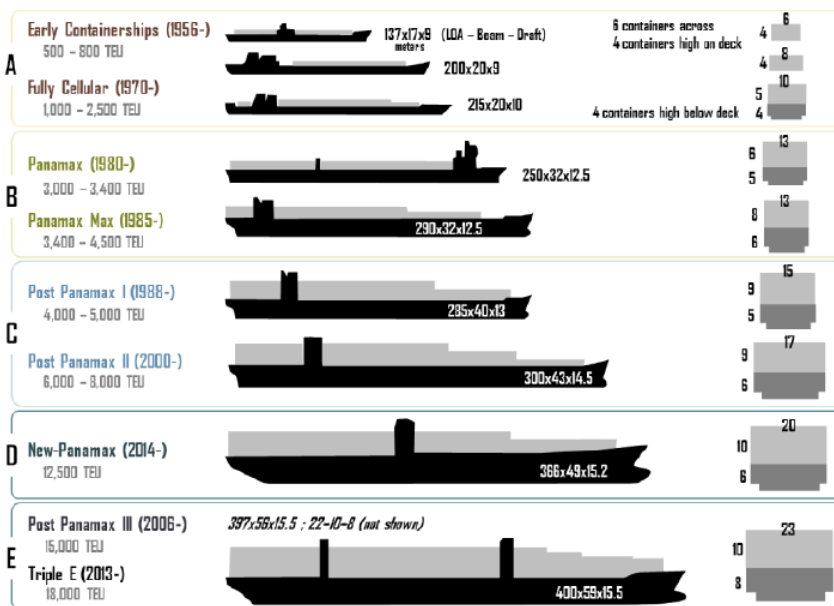 A
Early Containerships (1956-)
500 – 800 TEU
137x17x9 (LOA – Beam – Draft)
meters
200x20x9
Fully Cellular (1970-)
1,000 – 2,500 TEU
215x20x10
6 containers across
4 containers high on deck
4 containers high below deck
6
4
8
4
10
5
4
B
Panamax (1980-)
3,000 – 3,400 TEU
250x32x12.5
13
6
5
Panamax Max (1985-)
3,400 – 4,500 TEU
290x32x12.5
13
8
6
C
Post Panamax I (1988-)
4,000 – 5,000 TEU
285x40x13
15
9
5
Post Panamax II (2000-)
6,000 – 8,000 TEU
300x43x14.5
17
9
6
D
New-Panamax (2014-)
12,500 TEU
366x49x15.2
20
10
6
E
Post Panamax III (2006-)
15,000 TEU
397x56x15.5 ; 22-10-8 (not shown)
Triple E (2013-)
18,000 TEU
400x59x15.5
23
10
8